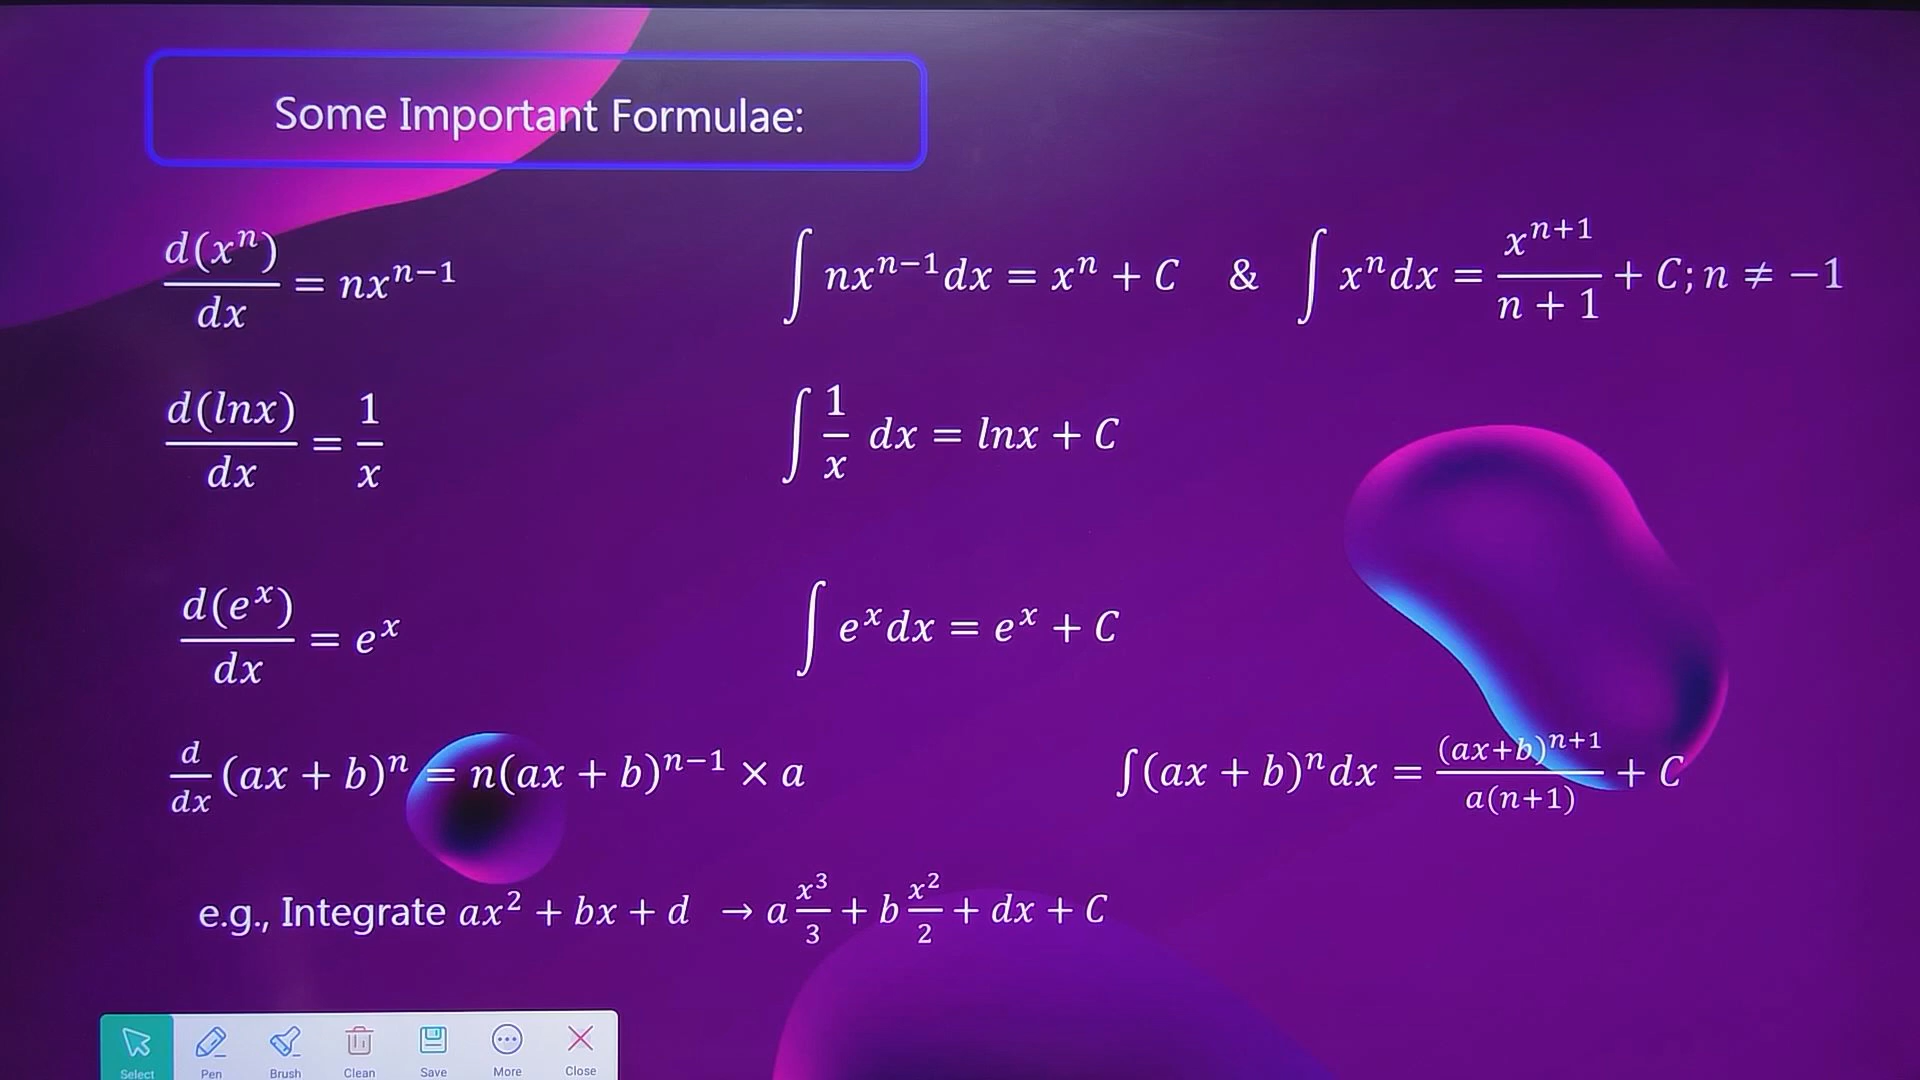 Some Important Formulae:
d(xⁿ)/dx = nxⁿ⁻¹    ∫ nxⁿ⁻¹dx = xⁿ + C   &   ∫ xⁿdx = xⁿ⁺¹/(n + 1) + C; n ≠ −1
d(lnx)/dx = 1/x    ∫ 1/x dx = lnx + C
d(eˣ)/dx = eˣ    ∫ eˣdx = eˣ + C
d/dx (ax + b)ⁿ = n(ax + b)ⁿ⁻¹ × a    ∫(ax + b)ⁿdx = (ax+b)ⁿ⁺¹/a(n+1) + C
e.g., Integrate ax² + bx + d → a x³/3 + b x²/2 + dx + C
Select Pen Brush Clean Save More Close